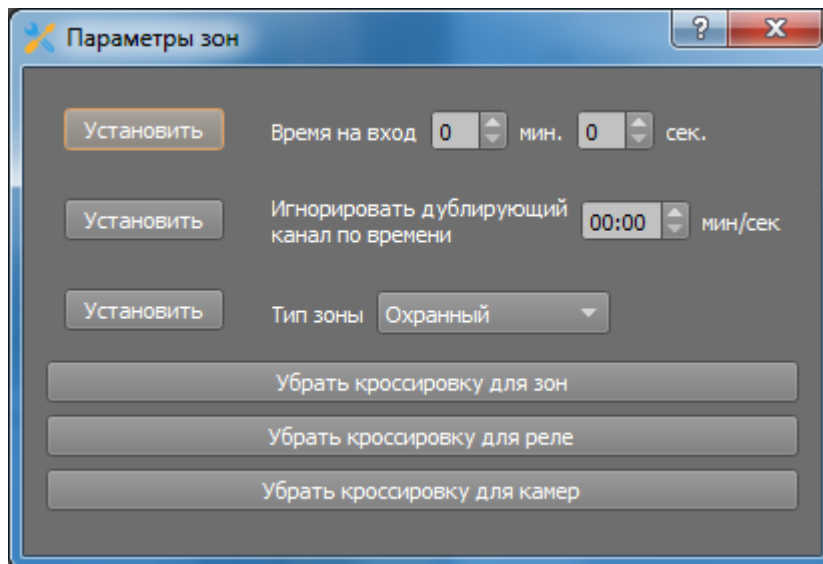 Параметры зон
?
Установить Время на вход 0 мин. 0 сек.
Установить Игнорировать дублирующий канал по времени 00:00 мин/сек
Установить Тип зоны Охранный
Убрать кроссировку для зон
Убрать кроссировку для реле
Убрать кроссировку для камер